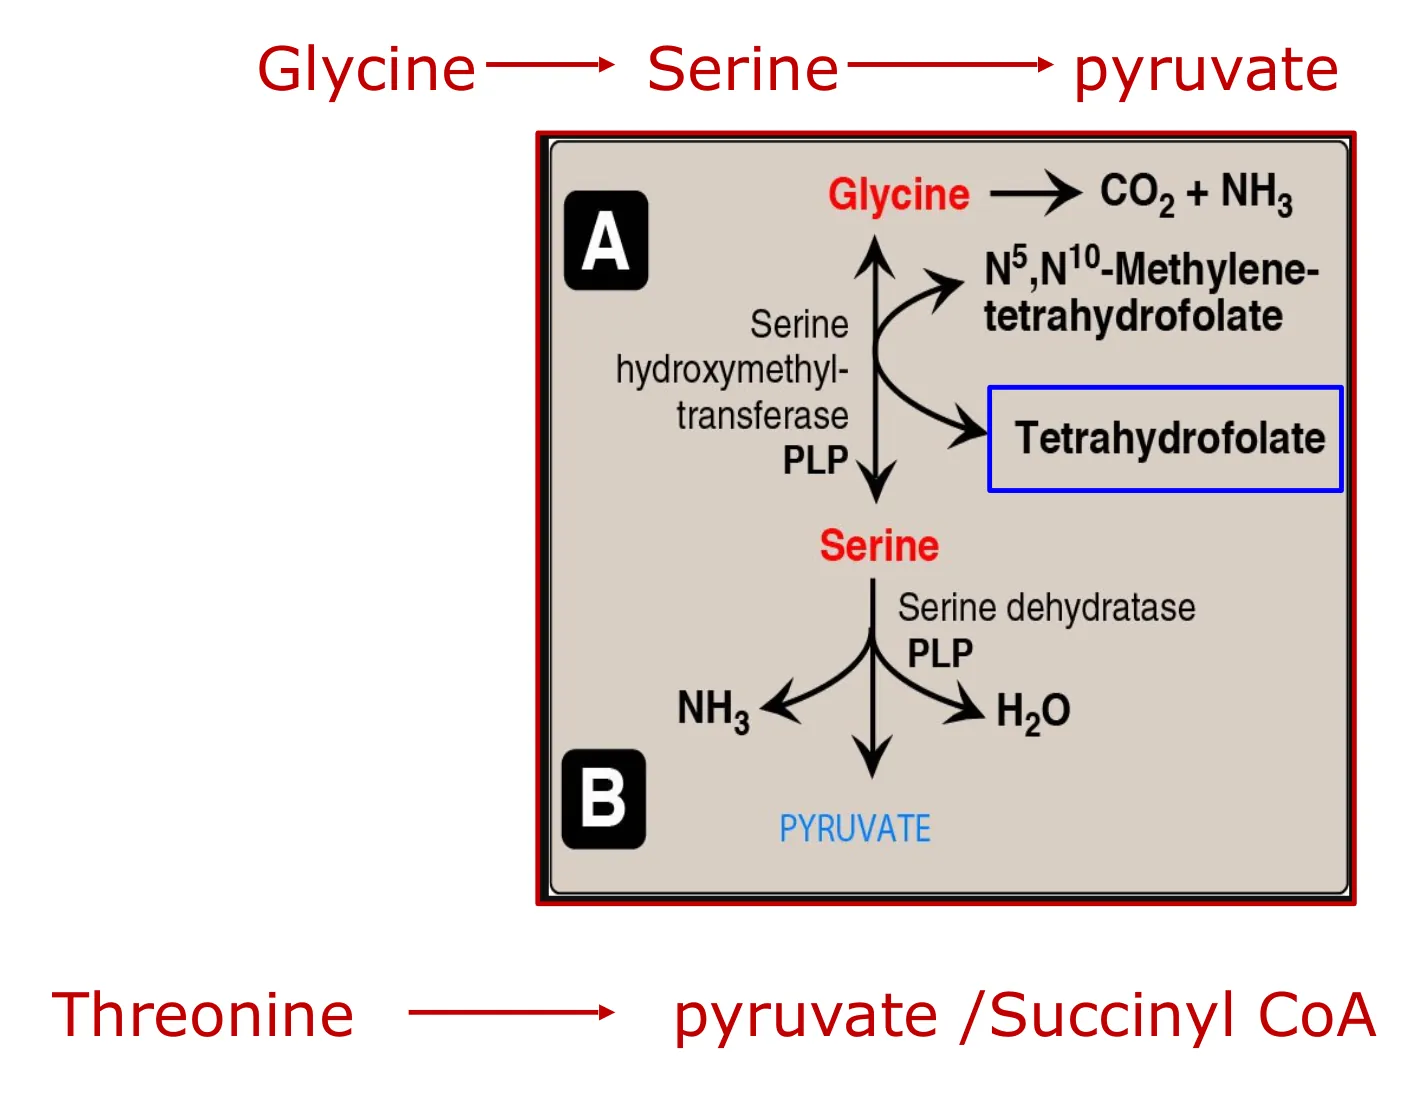 Glycine → Serine → pyruvate
A
Glycine → CO₂ + NH₃
N⁵,N¹⁰-Methylene-
tetrahydrofolate
Serine
hydroxymethyl-
transferase
PLP
Tetrahydrofolate
Serine
Serine dehydratase
PLP
NH₃
H₂O
B
PYRUVATE
Threonine → pyruvate /Succinyl CoA